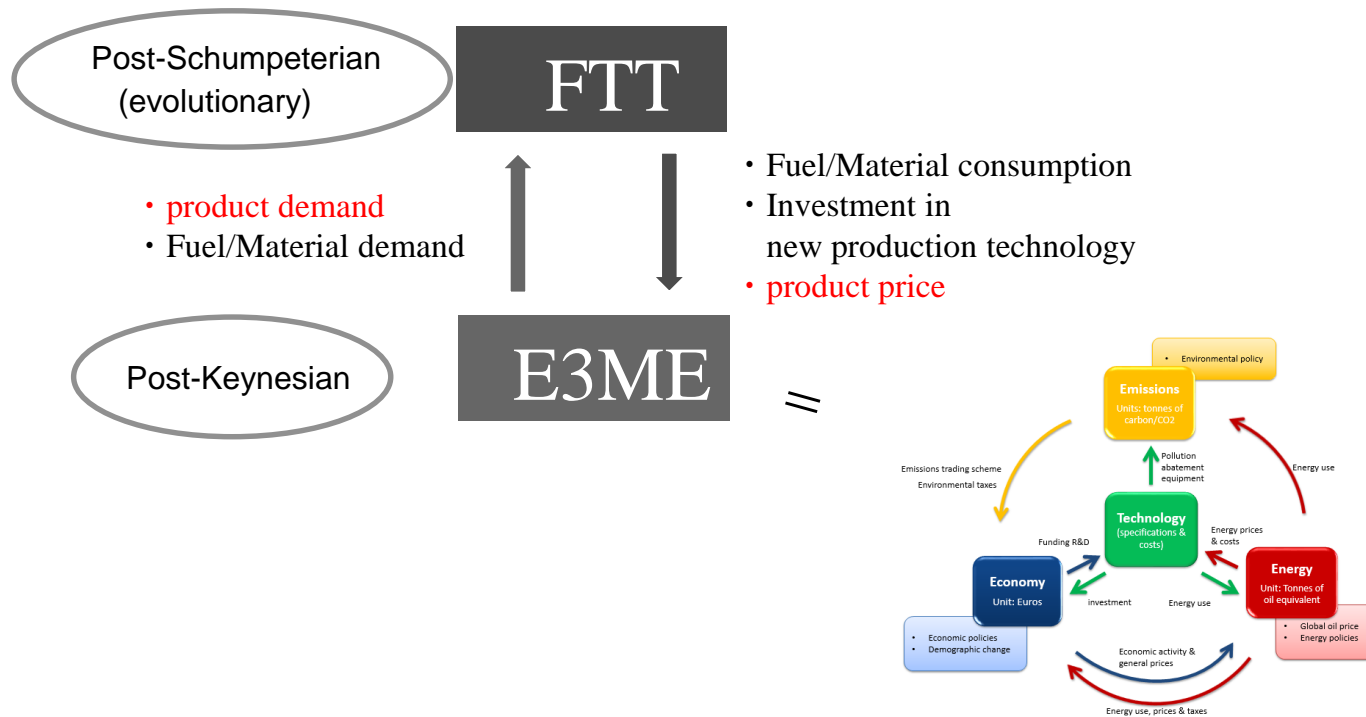 Post-Schumpeterian
(evolutionary)
FTT
・product demand
・Fuel/Material demand
・Fuel/Material consumption
・Investment in
new production technology
・product price
Post-Keynesian
E3ME
=
• Environmental policy
Emissions
Units: tonnes of
carbon/CO2
Emissions trading scheme
Environmental taxes
Pollution
abatement
equipment
Energy use
Technology
(specifications &
costs)
Funding R&D
Energy prices
& costs
Economy
Unit: Euros
investment
Energy use
Energy
Unit: Tonnes of
oil equivalent
• Economic policies
• Demographic change
• Global oil price
• Energy policies
Economic activity &
general prices
Energy use, prices & taxes